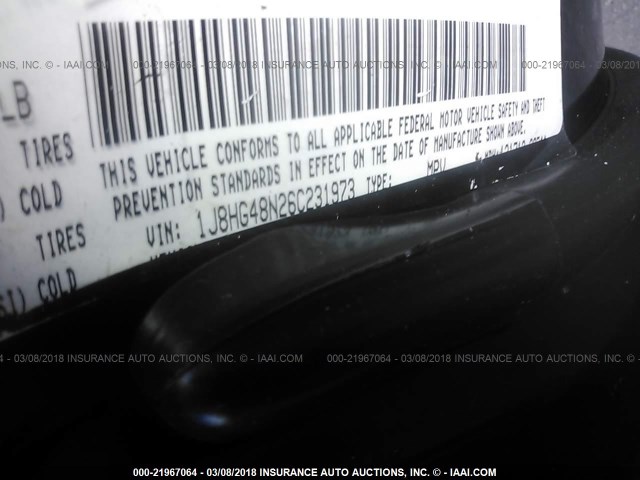 INSURANCE AUTO AUCTIONS, INC. - IAAI.COM
000-21967064 - 03/08/2018 INSURANCE AUTO AUCTIONS, INC. - IAAI.COM
000-21967064 - 03/08/2018
LB
TIRES
COLD
TIRES
SI) COLD
THIS VEHICLE CONFORMS TO ALL APPLICABLE FEDERAL MOTOR VEHICLE SAFETY AND THEFT
PREVENTION STANDARDS IN EFFECT ON THE DATE OF MANUFACTURE SHOWN ABOVE.
VIN: 1J8HG48N26C231973 TYPE: MPV
- 03/08/2018 INSURANCE AUTO AUCTIONS, INC. - IAAI.COM
000-21967064 - 03/08/2018 INSURANCE AUTO AUCTIONS, INC. - IAAI.COM
000-21967064 - 03/08/2018 INSURANCE AUTO AUCTIONS, INC. - IAAI.COM